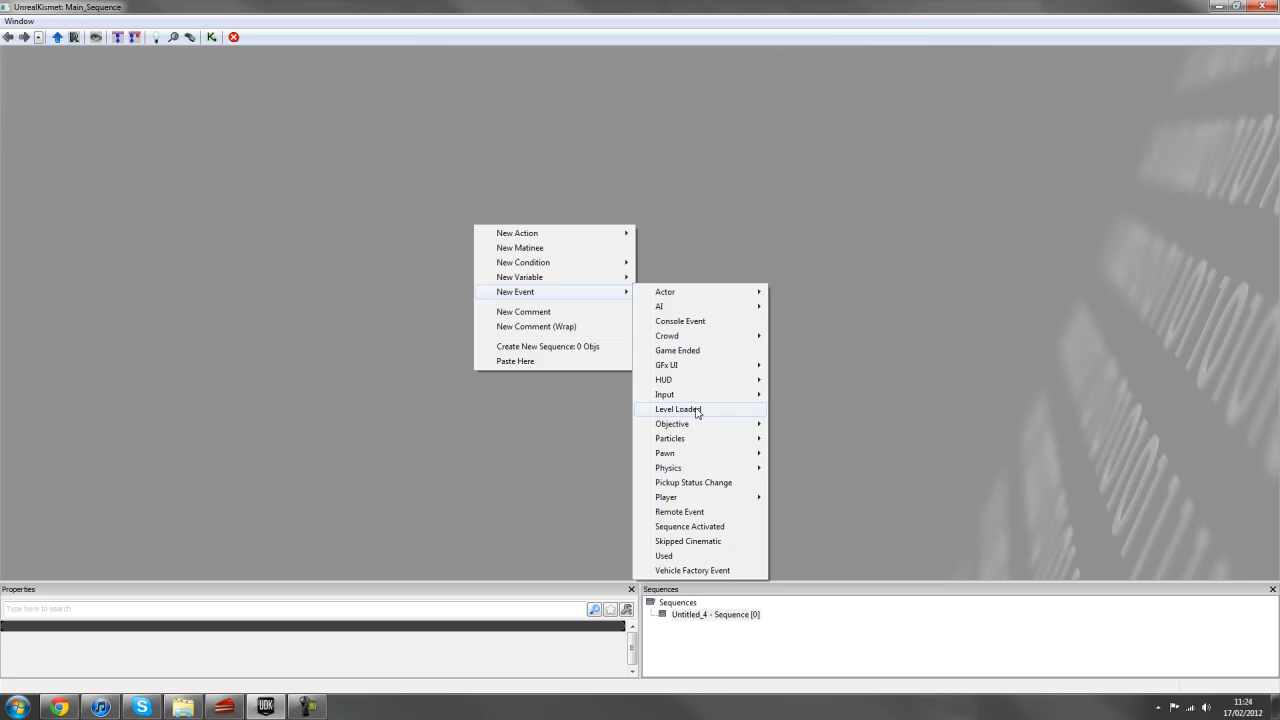 UnrealKismet: Main_Sequence
Window
New Action
New Matinee
New Condition
New Variable
New Event
New Comment
New Comment (Wrap)
Create New Sequence: 0 Objs
Paste Here
Actor
AI
Console Event
Crowd
Game Ended
GFx UI
HUD
Input
Level Loaded
Objective
Particles
Pawn
Physics
Pickup Status Change
Player
Remote Event
Sequence Activated
Skipped Cinematic
Used
Vehicle Factory Event
Properties
Type here to search
Sequences
Sequences
Untitled_4 - Sequence [0]
UDK
11:24
17/02/2012